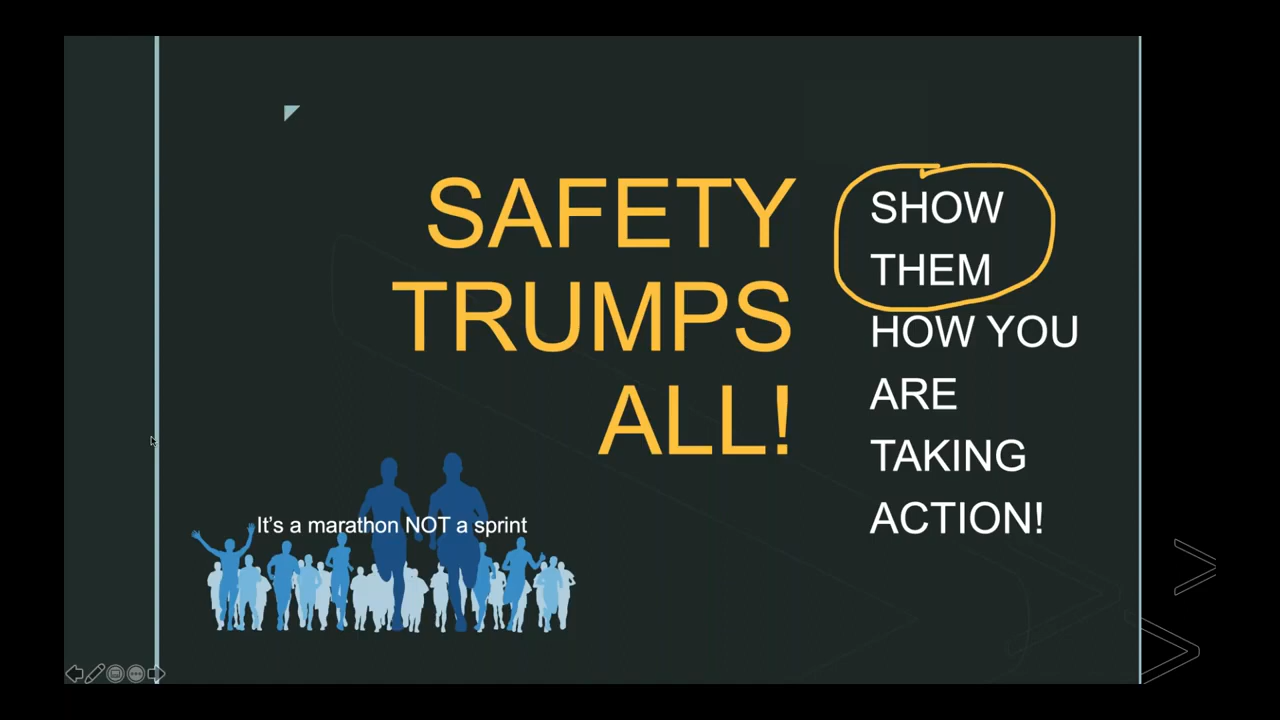 SAFETY
TRUMPS
ALL!
SHOW
THEM
HOW YOU
ARE
TAKING
ACTION!
It's a marathon NOT a sprint